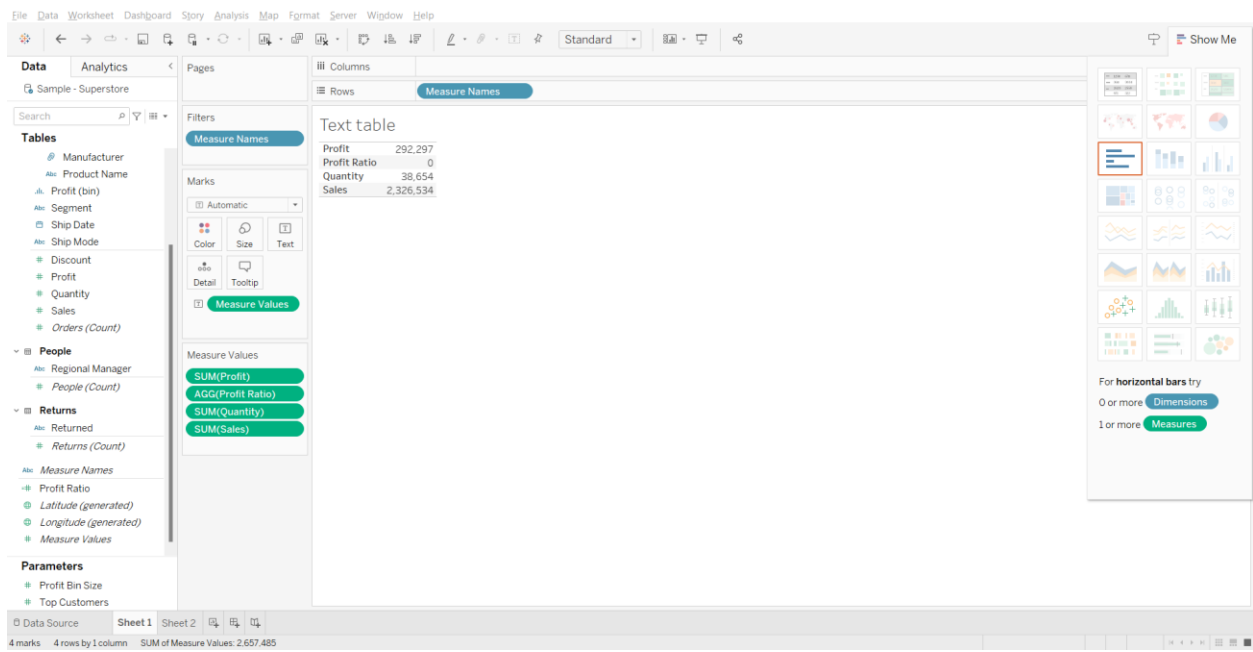 File Data Worksheet Dashboard Story Analysis Map Format Server Window Help
Standard
Show Me
Data Analytics
Sample - Superstore
Search
Tables
Manufacturer
Abc Product Name
Profit (bin)
Abc Segment
Ship Date
Abc Ship Mode
# Discount
# Profit
# Quantity
# Sales
# Orders (Count)
People
Abc Regional Manager
# People (Count)
Returns
Abc Returned
# Returns (Count)
Abc Measure Names
=# Profit Ratio
Latitude (generated)
Longitude (generated)
# Measure Values
Parameters
# Profit Bin Size
# Top Customers
Pages
Filters
Measure Names
Marks
T Automatic
Color Size Text
Detail Tooltip
T Measure Values
Measure Values
SUM(Profit)
AGG(Profit Ratio)
SUM(Quantity)
SUM(Sales)
iii Columns
Rows Measure Names
Text table
Profit 292,297
Profit Ratio 0
Quantity 38,654
Sales 2,326,534
For horizontal bars try
0 or more Dimensions
1 or more Measures
Data Source Sheet 1 Sheet 2
4 marks 4 rows by 1 column SUM of Measure Values: 2,657,485